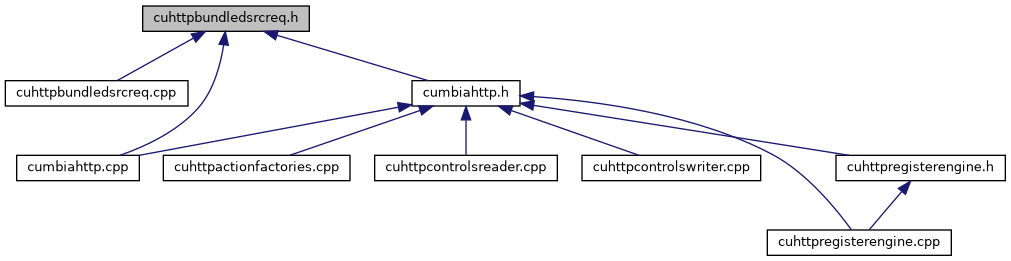 cuhttpbundledsrcreq.h
cuhttpbundledsrcreq.cpp
cumbiahttp.h
cumbiahttp.cpp
cuhttpactionfactories.cpp
cuhttpcontrolsreader.cpp
cuhttpcontrolswriter.cpp
cuhttpregisterengine.h
cuhttpregisterengine.cpp